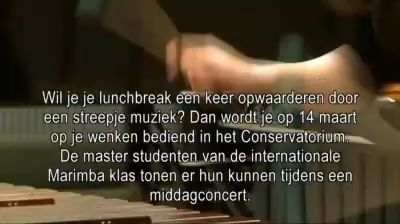 Wil je je lunchbreak een keer opwaarderen door
een streepje muziek? Dan wordt je op 14 maart
op je wenken bediend in het Conservatorium.
De master studenten van de internationale
Marimba klas tonen er hun kunnen tijdens een
middagconcert.